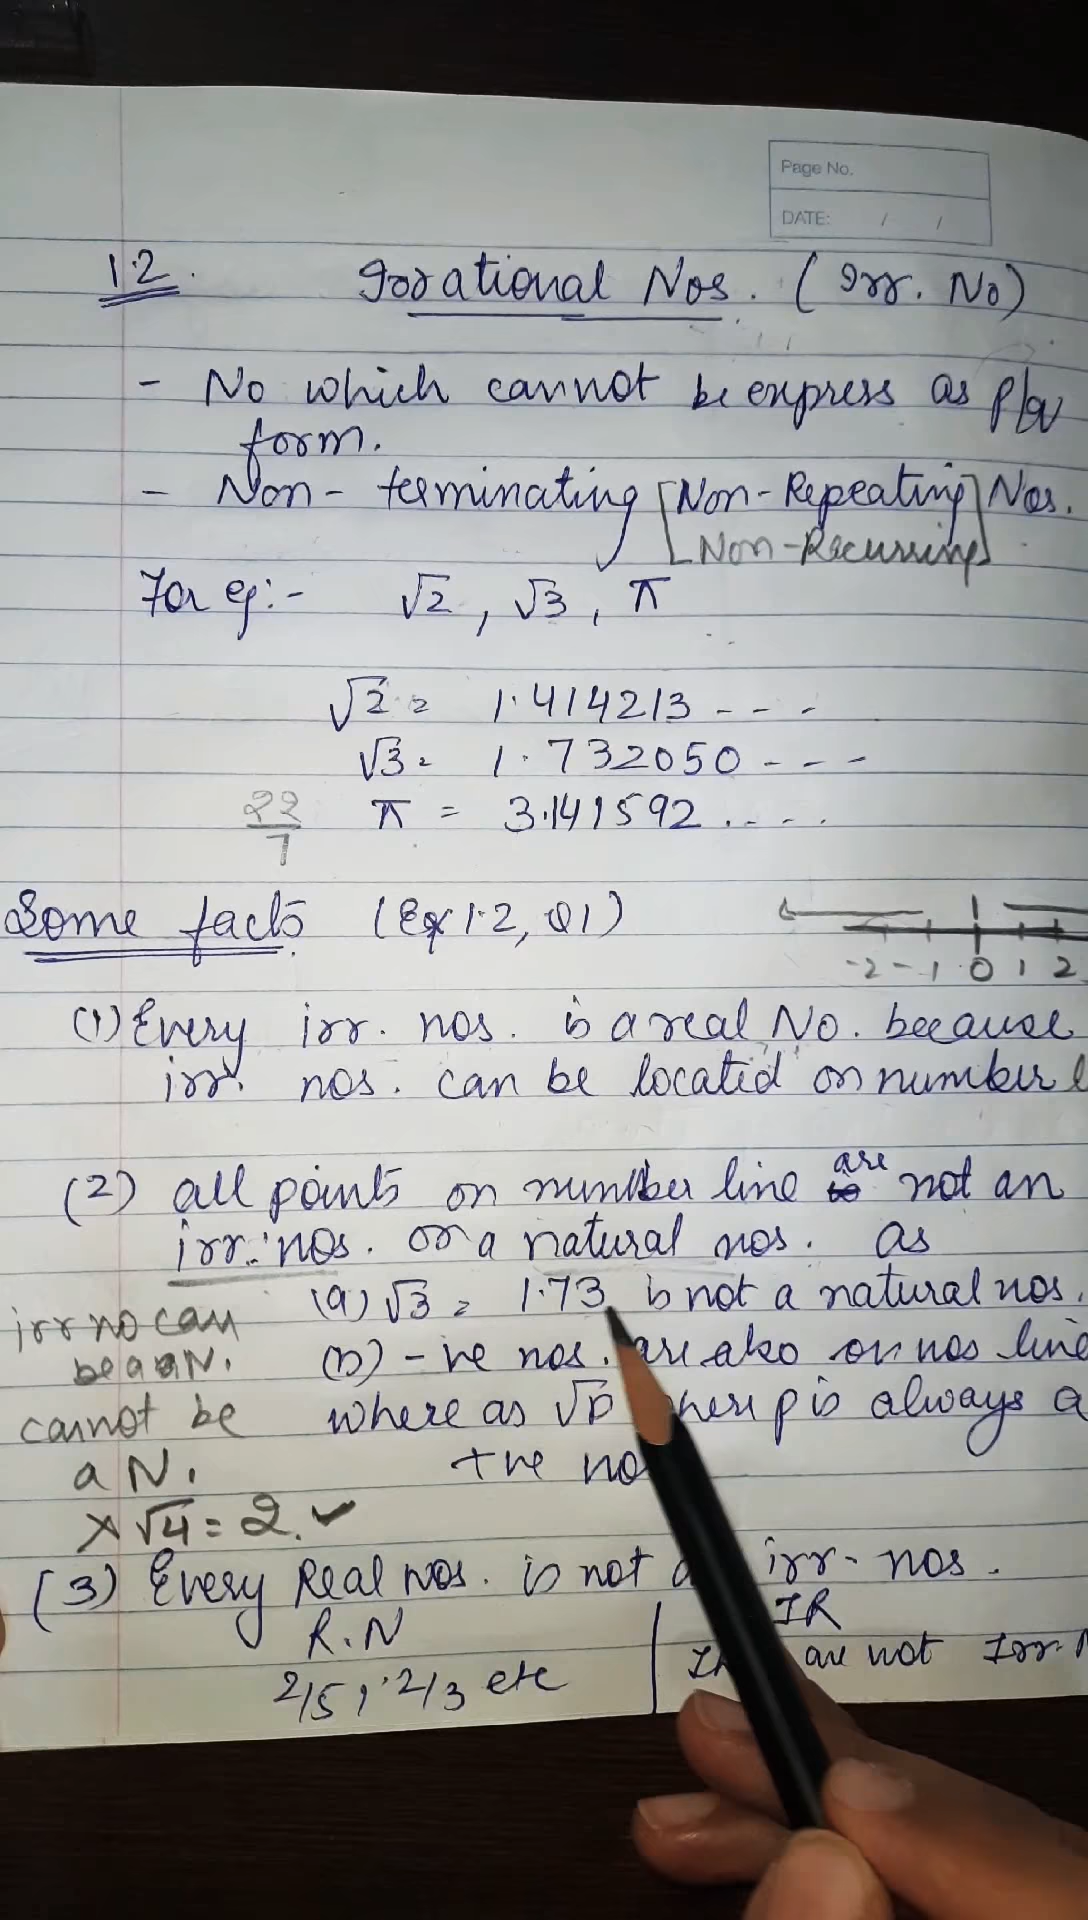 Page No.
DATE: / /
1.2. Irrational Nos. (Irr. No)
- No which cannot be express as p/q
form.
- Non-terminating [Non-Repeating] Nos.
[Non-Recurring]
For eg:- √2, √3, π
√2 = 1.414213 - - -
√3 = 1.732050 - - -
22/7 π = 3.141592 . . . .
Some facts (Ex 1.2, Q1)
-2 -1 0 1 2
(1) Every irr. nos. is a real No. because
irr. nos. can be located on number
(2) all points on number line are not an
irr. nos. or a natural nos. as
(a) √3 = 1.73 is not a natural nos.
irr no can
be a N.
(b) -ve nos. are also on nos line
cannot be
where as √p where p is always a
a N.
+ve no
× √4 = 2. ✓
(3) Every Real nos. is not irr- nos.
R.N
IR
2/5, 2/3 etc
are not Irr.